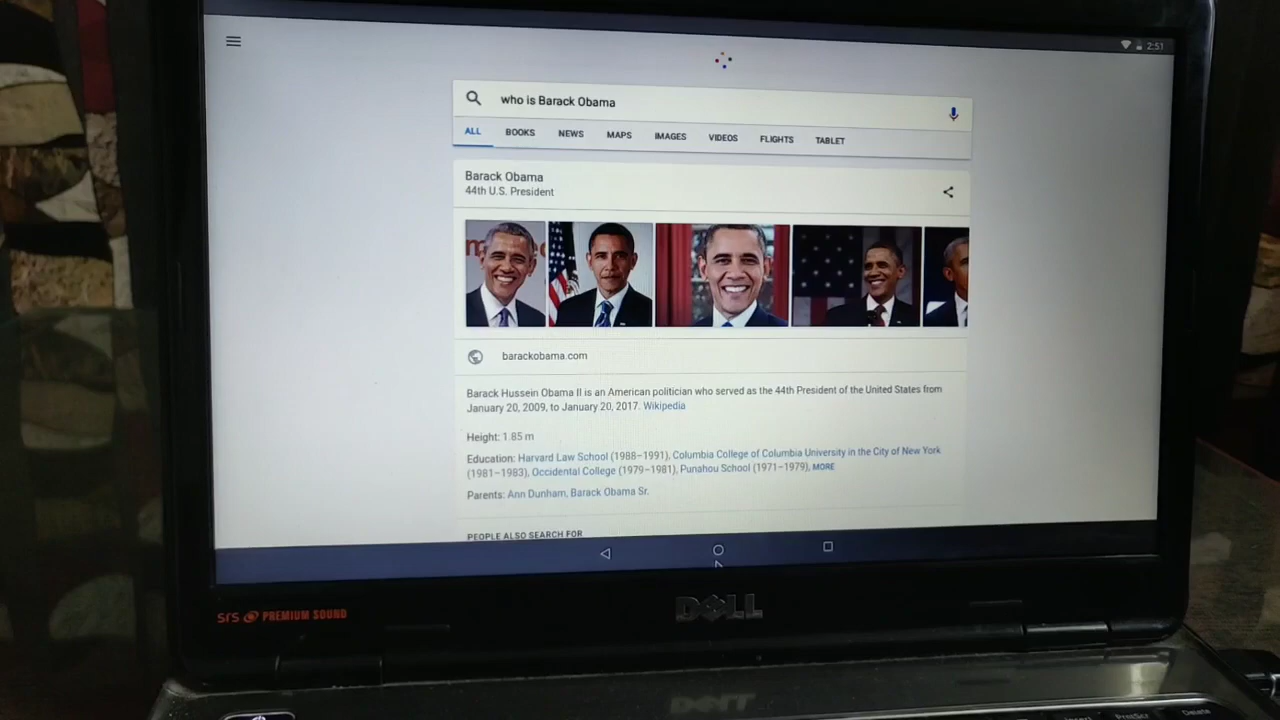 2:51
who is Barack Obama
ALL BOOKS NEWS MAPS IMAGES VIDEOS FLIGHTS TABLET
Barack Obama
44th U.S. President
barackobama.com
Barack Hussein Obama II is an American politician who served as the 44th President of the United States from
January 20, 2009, to January 20, 2017. Wikipedia
Height: 1.85 m
Education: Harvard Law School (1988–1991), Columbia College of Columbia University in the City of New York
(1981–1983), Occidental College (1979–1981), Punahou School (1971–1979), MORE
Parents: Ann Dunham, Barack Obama Sr.
PEOPLE ALSO SEARCH FOR
SRS PREMIUM SOUND
DELL
Insert PrtScr Delete